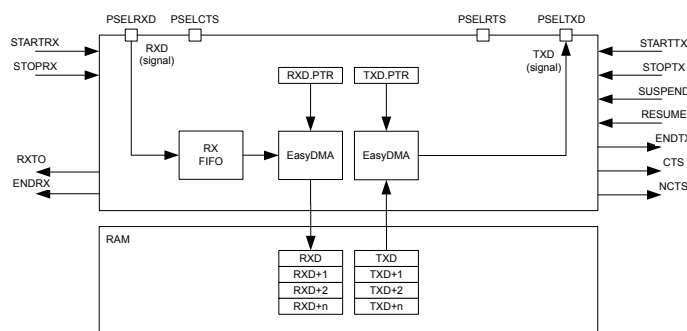 PSELRXD PSELCTS PSELRTS PSELTXD
STARTRX
STOPRX
RXD
(signal)
TXD
(signal)
STARTTX
STOPTX
SUSPEND
RESUME
RXD.PTR TXD.PTR
RX
FIFO
EasyDMA EasyDMA
RXTO
ENDRX
ENDTX
CTS
NCTS
RAM
RXD
RXD+1
RXD+2
RXD+n
TXD
TXD+1
TXD+2
TXD+n